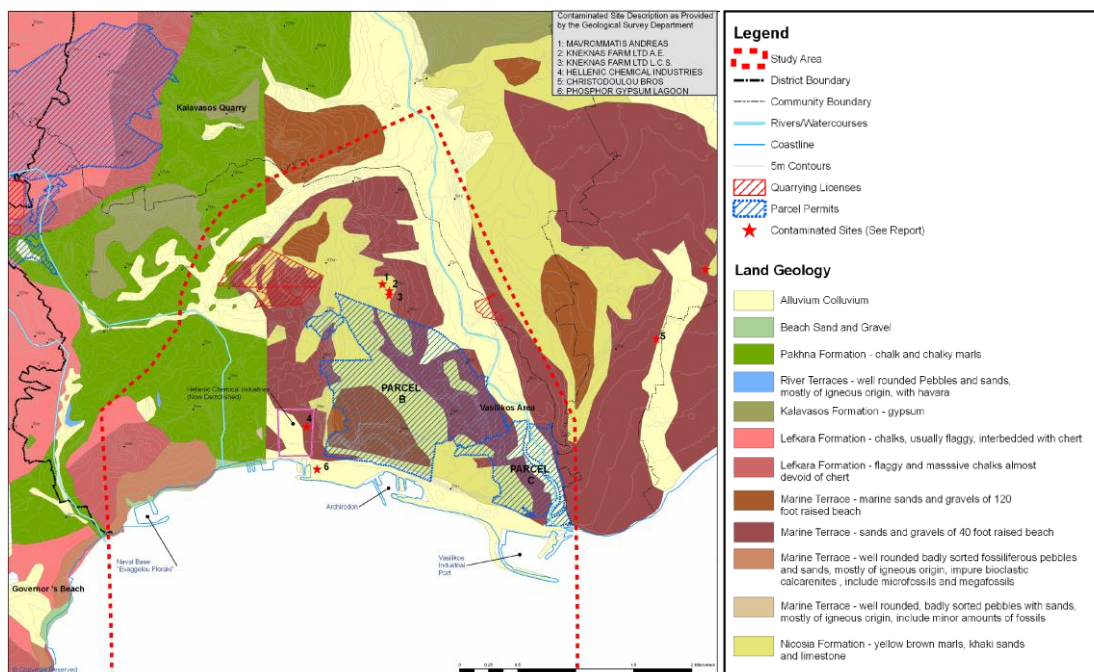 Contaminated Site Description as Provided
by the Geological Survey Department
1: MAVROMMATIS ANDREAS
2: KNEKNAS FARM LTD A.E.
3: KNEKNAS FARM LTD L.C.S.
4: HELLENIC CHEMICAL INDUSTRIES
5: CHRISTODOULOU BROS
6: PHOSPHOR GYPSUM LAGOON
Kalavasos Quarry
1
2
3
5
Hellenic Chemical Industries
(Now Demolished)
PARCEL
B
Vasilikos Area
4
6
PARCEL
C
Archirodon
Naval Base
"Evaggelou Floraki"
Vasilikos
Industrial
Port
Governor 's Beach
© Copyright Reserved
Legend
Study Area
District Boundary
Community Boundary
Rivers/Watercourses
Coastline
5m Contours
Quarrying Licenses
Parcel Permits
Contaminated Sites (See Report)
Land Geology
Alluvium Colluvium
Beach Sand and Gravel
Pakhna Formation - chalk and chalky marls
River Terraces - well rounded Pebbles and sands,
mostly of igneous origin, with havara
Kalavasos Formation - gypsum
Lefkara Formation - chalks, usually flaggy, interbedded with chert
Lefkara Formation - flaggy and masssive chalks almost
devoid of chert
Marine Terrace - marine sands and gravels of 120
foot raised beach
Marine Terrace - sands and gravels of 40 foot raised beach
Marine Terrace - well rounded badly sorted fossiliferous pebbles
and sands, mostly of igneous origin, impure bioclastic
calcarenites , include microfossils and megafossils
Marine Terrace - well rounded, badly sorted pebbles with sands,
mostly of igneous origin, include minor amounts of fossils
Nicosia Formation - yellow brown marls, khaki sands
and limestone